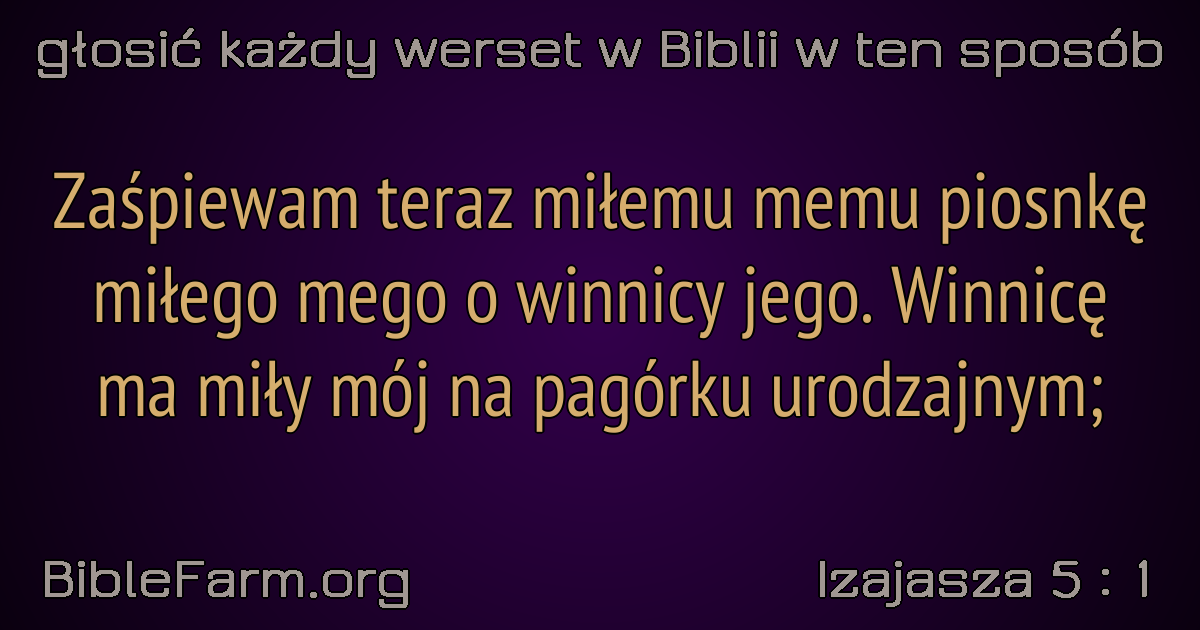 głosić każdy werset w Biblii w ten sposób
Zaśpiewam teraz miłemu memu piosnkę
miłego mego o winnicy jego. Winnicę
ma miły mój na pagórku urodzajnym;
BibleFarm.org
Izajasza 5 : 1